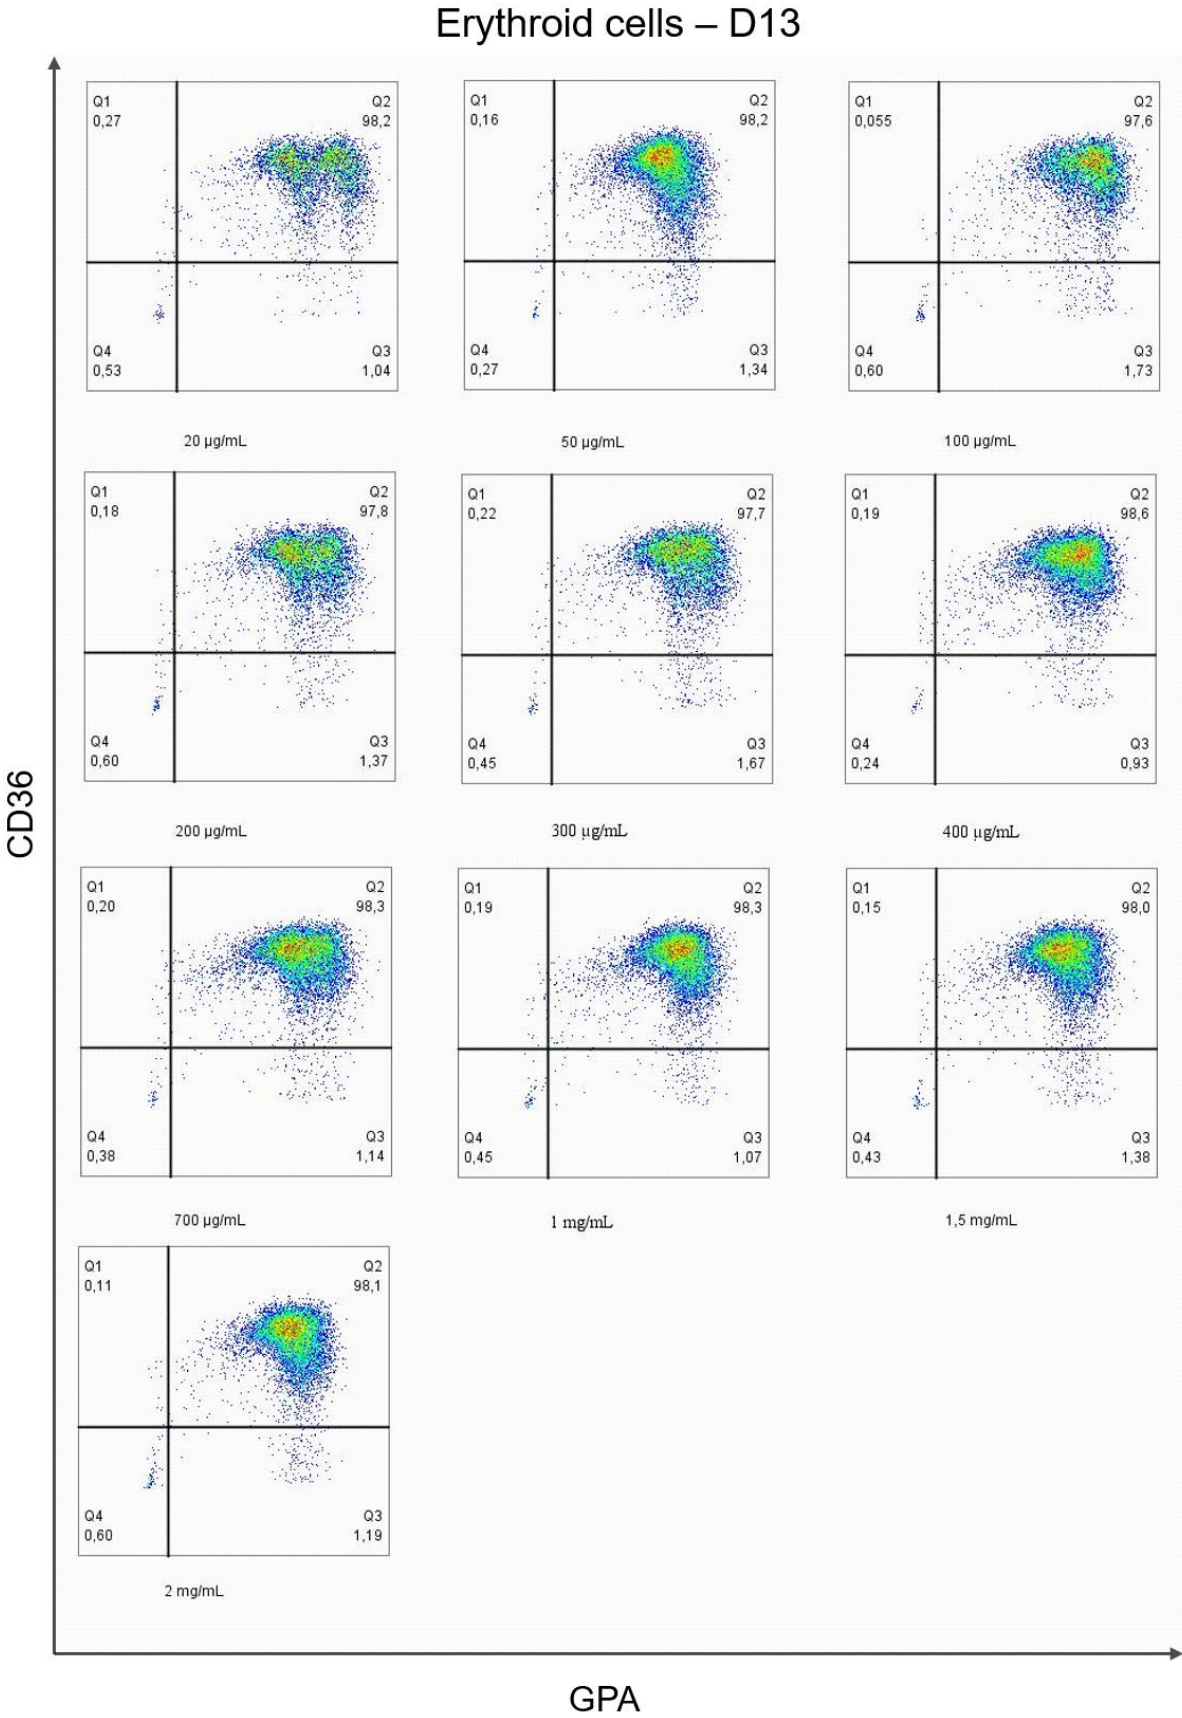 Erythroid cells – D13
CD36
Q1
0,27
Q2
98,2
Q4
0,53
Q3
1,04
20 µg/mL
Q1
0,16
Q2
98,2
Q4
0,27
Q3
1,34
50 µg/mL
Q1
0,055
Q2
97,6
Q4
0,60
Q3
1,73
100 µg/mL
Q1
0,18
Q2
97,8
Q4
0,60
Q3
1,37
200 µg/mL
Q1
0,22
Q2
97,7
Q4
0,45
Q3
1,67
300 µg/mL
Q1
0,19
Q2
98,6
Q4
0,24
Q3
0,93
400 µg/mL
Q1
0,20
Q2
98,3
Q4
0,38
Q3
1,14
700 µg/mL
Q1
0,19
Q2
98,3
Q4
0,45
Q3
1,07
1 mg/mL
Q1
0,15
Q2
98,0
Q4
0,43
Q3
1,38
1,5 mg/mL
Q1
0,11
Q2
98,1
Q4
0,60
Q3
1,19
2 mg/mL
GPA